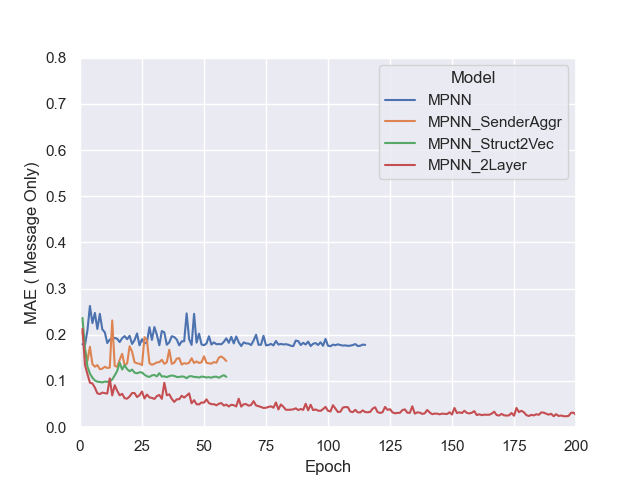 0.8
0.7
0.6
0.5
0.4
0.3
0.2
0.1
0.0
MAE ( Message Only)
0
25
50
75
100
125
150
175
200
Epoch
Model
MPNN
MPNN_SenderAggr
MPNN_Struct2Vec
MPNN_2Layer